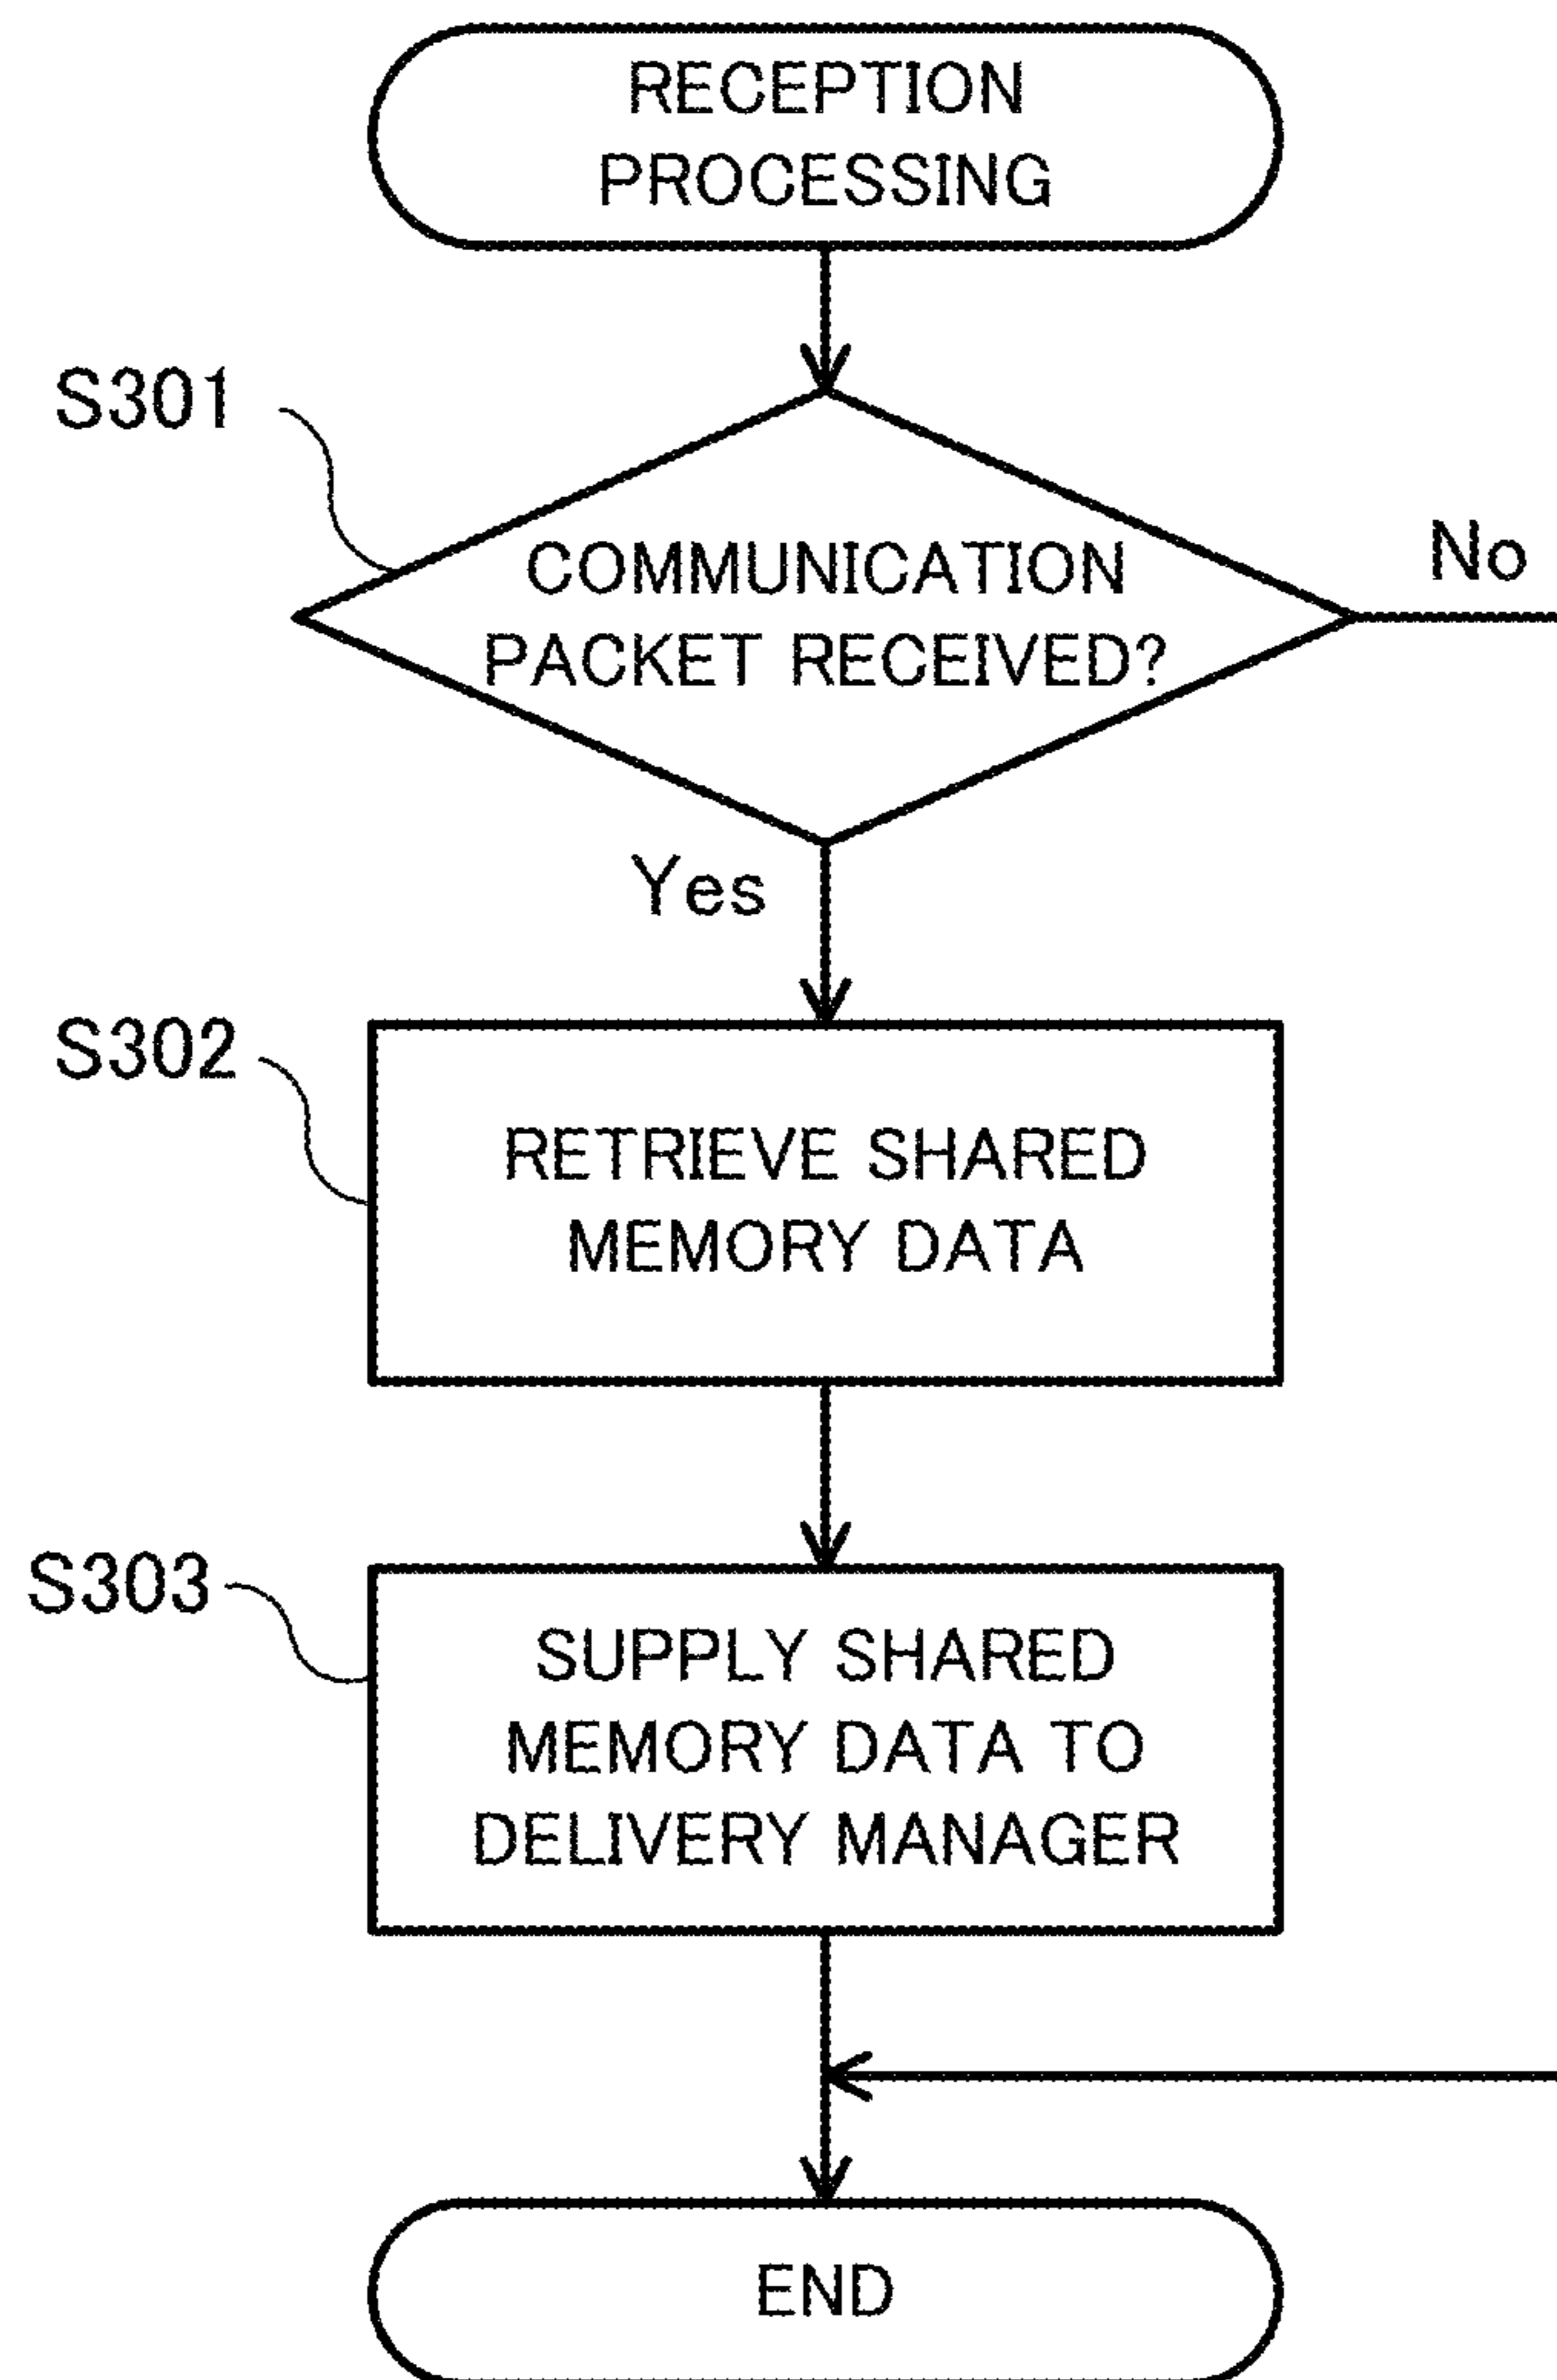 RECEPTION
PROCESSING
S301
COMMUNICATION
PACKET RECEIVED?
No
Yes
S302
RETRIEVE SHARED
MEMORY DATA
S303
SUPPLY SHARED
MEMORY DATA TO
DELIVERY MANAGER
END